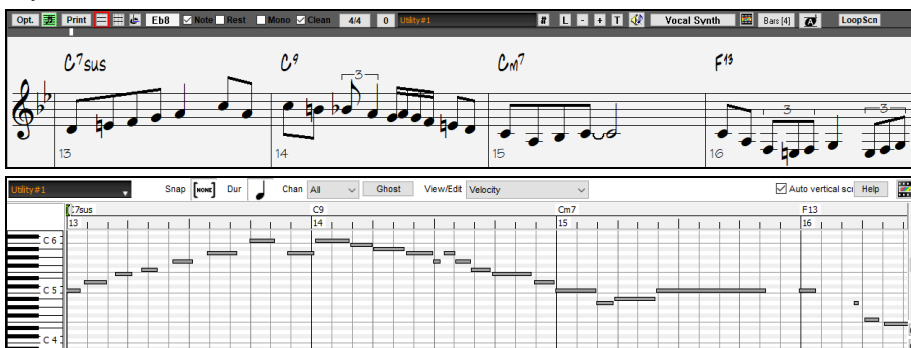 Opt. Print Eb8 Note Rest Mono Clean 4/4 0 Utility#1 # L - + T Vocal Synth Bars [4] A LoopScn
C7sus C9 Cm7 F13
3 3 3
13 14 15 16
Utility#1 Snap [NONE] Dur Chan All Ghost View/Edit Velocity Auto vertical scr Help
C7sus C9 Cm7 F13
13 14 15 16
C 6
C 5
C 4